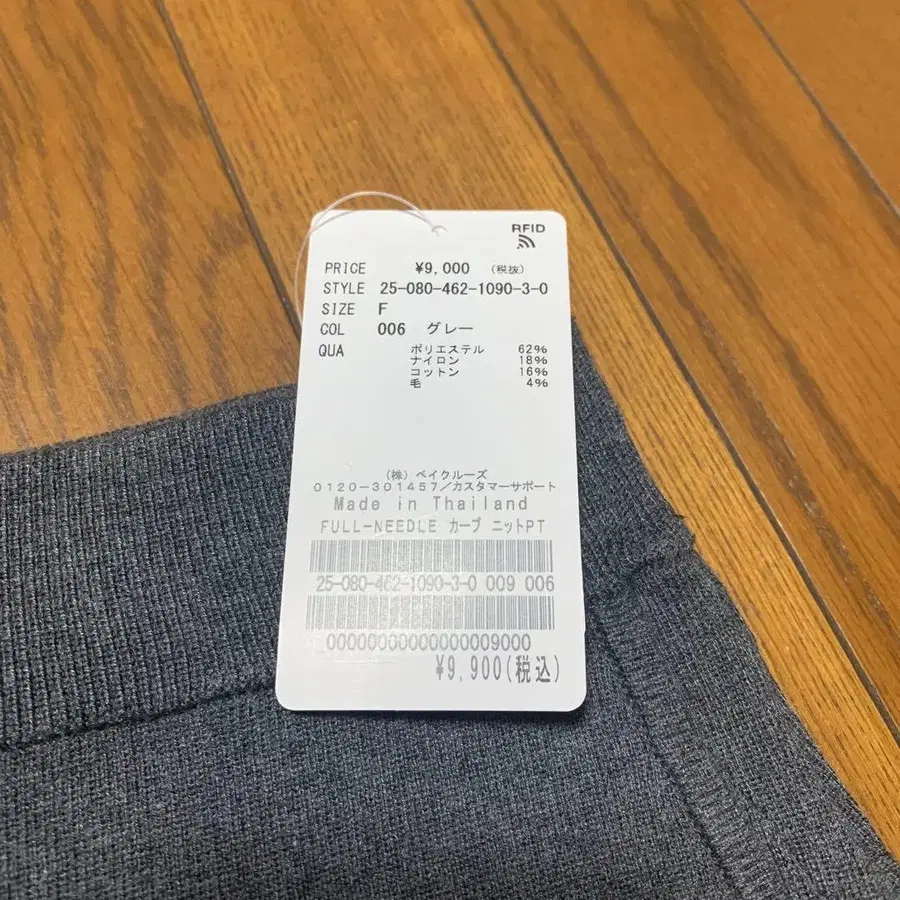 RFID
PRICE ¥9,000 (税抜)
STYLE 25-080-462-1090-3-0
SIZE F
COL 006 グレー
QUA ポリエステル 62%
ナイロン 18%
コットン 16%
毛 4%
(株) ベイクルーズ
0120-301457/カスタマーサポート
Made in Thailand
FULL-NEEDLE カーブ ニットPT
25-080-462-1090-3-0 009 006
00000000000000009000
¥9,900(税込)